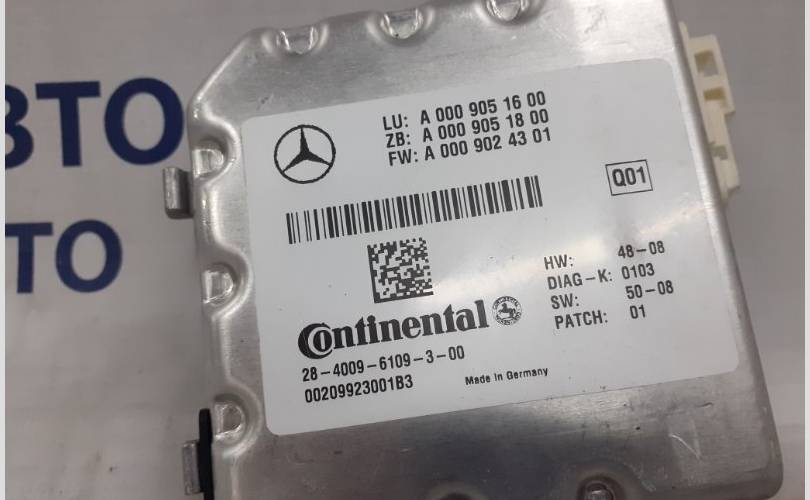 ВТО
ТО
LU: A 000 905 16 00
ZB: A 000 905 18 00
FW: A 000 902 43 01
Q01
HW: 48-08
DIAG-K: 0103
SW: 50-08
PATCH: 01
Continental
28-4009-6109-3-00
00209923001B3
Made in Germany